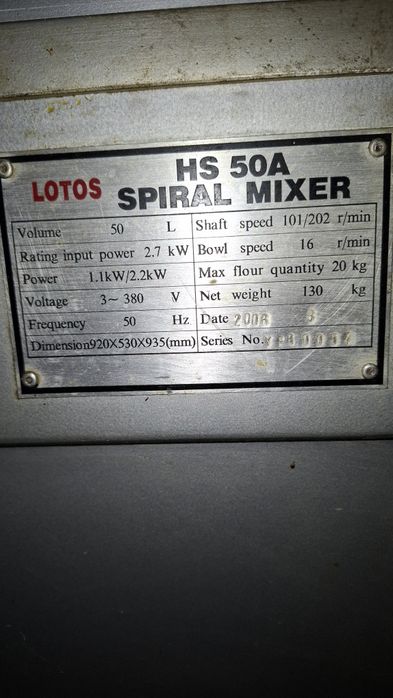 LOTOS
HS 50A
SPIRAL MIXER
Volume 50 L
Rating input power 2.7 kW
Power 1.1kW/2.2kW
Voltage 3~ 380 V
Frequency 50 Hz
Dimension920X530X935(mm)
Shaft speed 101/202 r/min
Bowl speed 16 r/min
Max flour quantity 20 kg
Net weight 130 kg
Date
Series No.